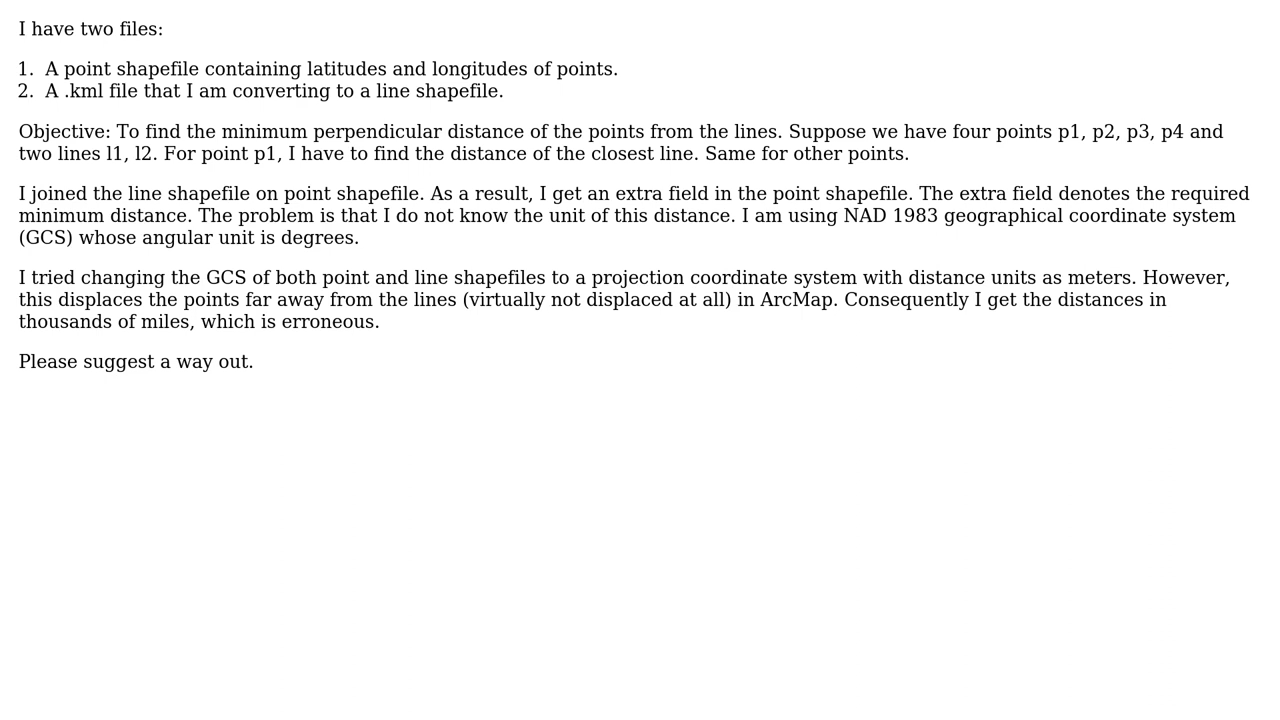 I have two files:
1. A point shapefile containing latitudes and longitudes of points.
2. A .kml file that I am converting to a line shapefile.
Objective: To find the minimum perpendicular distance of the points from the lines. Suppose we have four points p1, p2, p3, p4 and
two lines l1, l2. For point p1, I have to find the distance of the closest line. Same for other points.
I joined the line shapefile on point shapefile. As a result, I get an extra field in the point shapefile. The extra field denotes the required
minimum distance. The problem is that I do not know the unit of this distance. I am using NAD 1983 geographical coordinate system
(GCS) whose angular unit is degrees.
I tried changing the GCS of both point and line shapefiles to a projection coordinate system with distance units as meters. However,
this displaces the points far away from the lines (virtually not displaced at all) in ArcMap. Consequently I get the distances in
thousands of miles, which is erroneous.
Please suggest a way out.